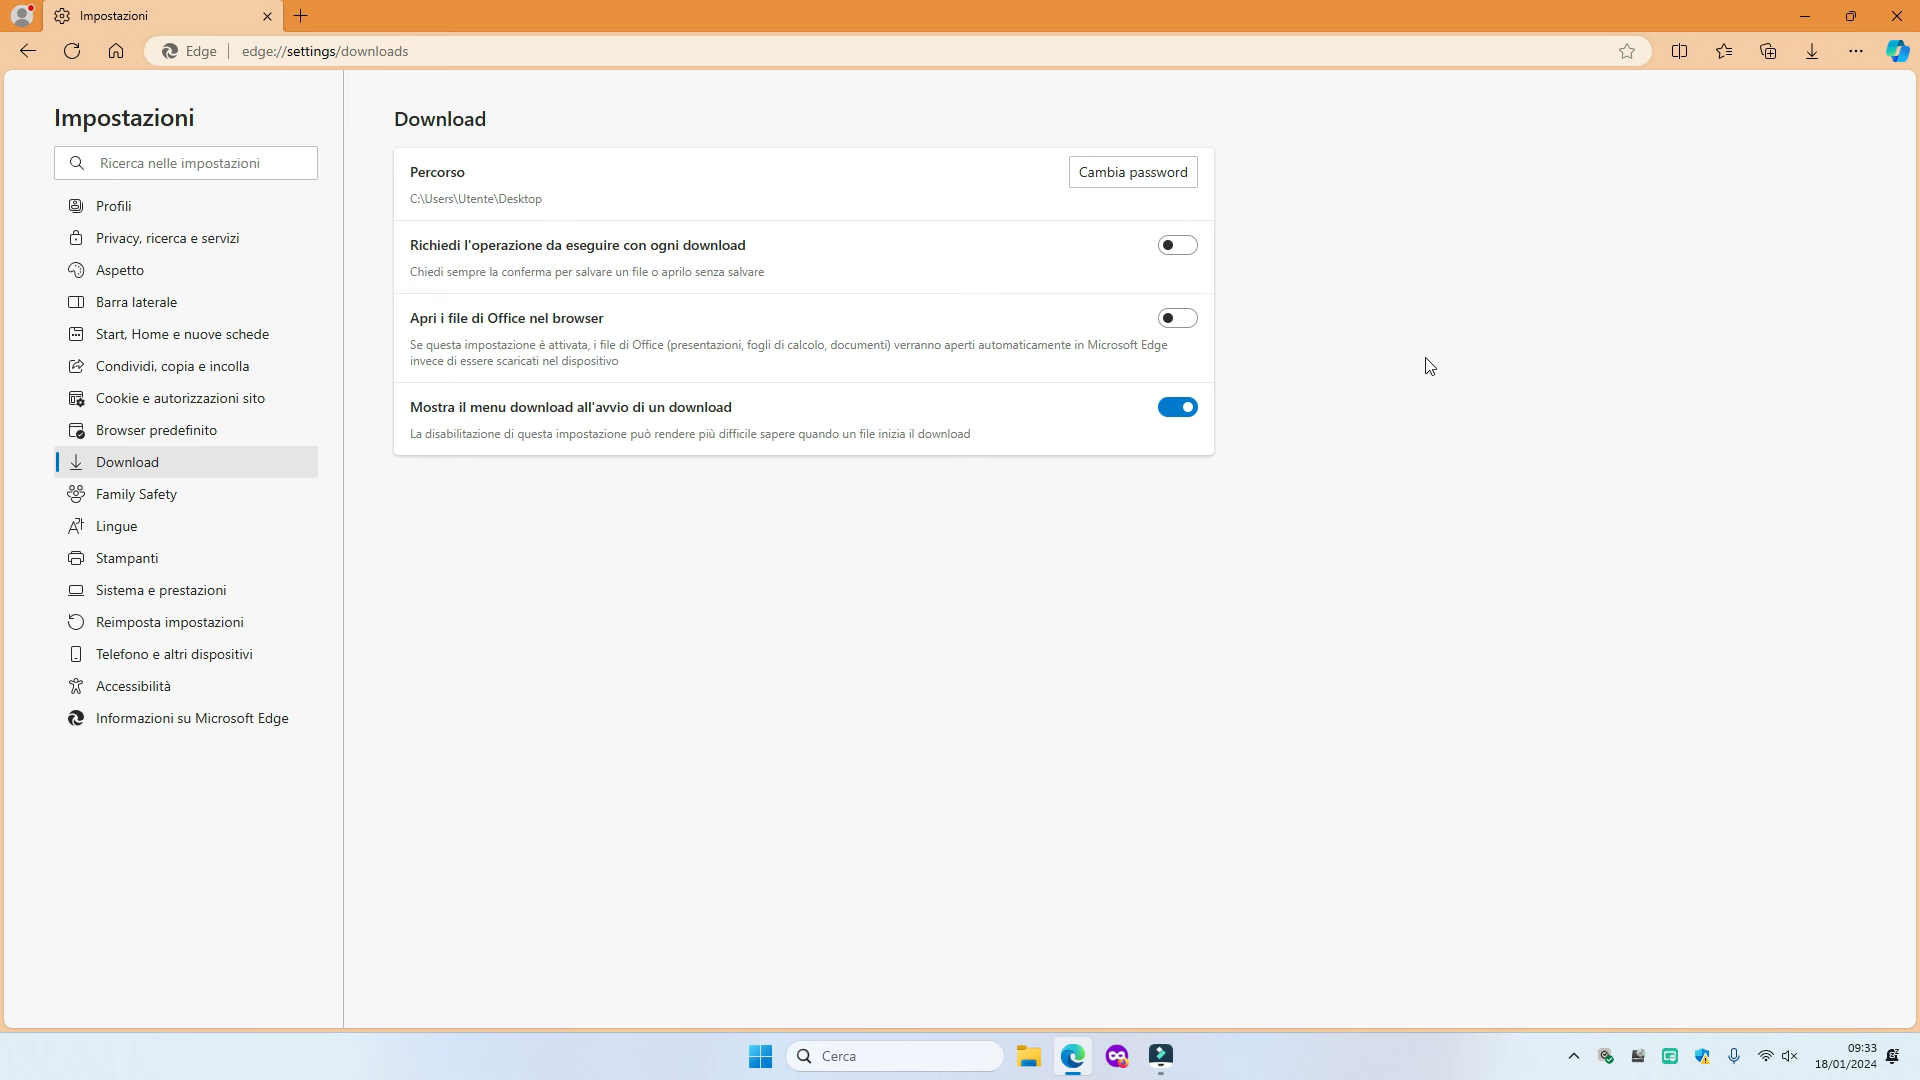 Impostazioni
Edge
edge://settings/downloads
Impostazioni
Ricerca nelle impostazioni
Profili
Privacy, ricerca e servizi
Aspetto
Barra laterale
Start, Home e nuove schede
Condividi, copia e incolla
Cookie e autorizzazioni sito
Browser predefinito
Download
Family Safety
Lingue
Stampanti
Sistema e prestazioni
Reimposta impostazioni
Telefono e altri dispositivi
Accessibilità
Informazioni su Microsoft Edge
Download
Percorso
C:\Users\Utente\Desktop
Cambia password
Richiedi l'operazione da eseguire con ogni download
Chiedi sempre la conferma per salvare un file o aprilo senza salvare
Apri i file di Office nel browser
Se questa impostazione è attivata, i file di Office (presentazioni, fogli di calcolo, documenti) verranno aperti automaticamente in Microsoft Edge
invece di essere scaricati nel dispositivo
Mostra il menu download all'avvio di un download
La disabilitazione di questa impostazione può rendere più difficile sapere quando un file inizia il download
Cerca
09:33
18/01/2024